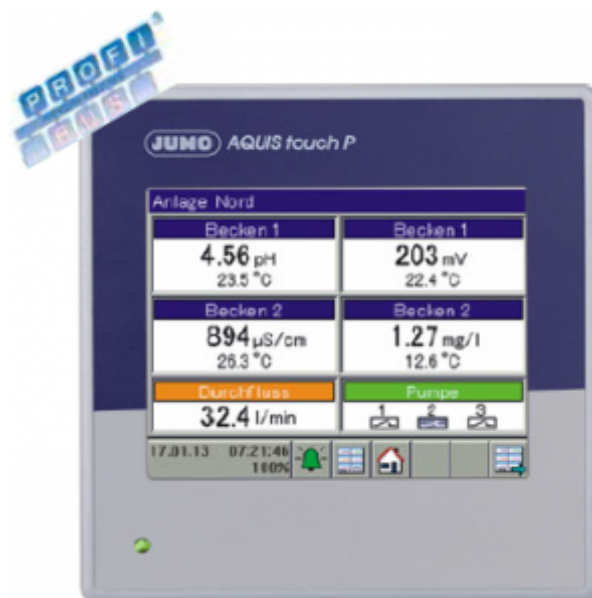 PROFI
BUS
JUMO AQUIS touch P
Anlage Nord
Becken 1 Becken 1
4.56 pH 203 mV
23.5 °C 22.4 °C
Becken 2 Becken 2
894 µS/cm 1.27 mg/l
26.3 °C 12.6 °C
Durchfluss Pumpe
32.4 l/min 1 2 3
17.01.13 07:21:46
100%